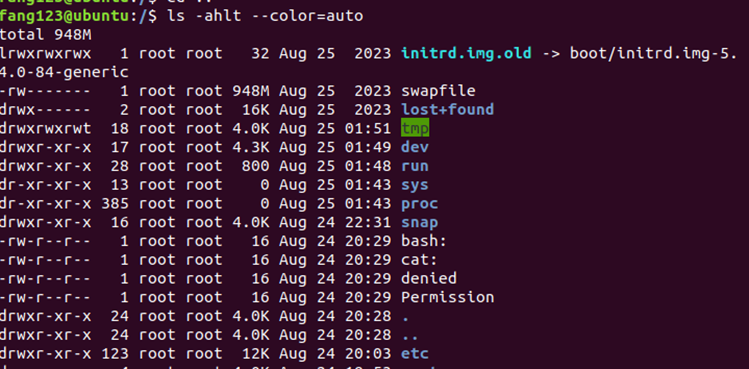 fang123@ubuntu:/$ ls -ahlt --color=auto
total 948M
lrwxrwxrwx   1 root root   32 Aug 25  2023 initrd.img.old -> boot/initrd.img-5.
4.0-84-generic
-rw-------   1 root root 948M Aug 25  2023 swapfile
drwx------   2 root root  16K Aug 25  2023 lost+found
drwxrwxrwt  18 root root 4.0K Aug 25 01:51 tmp
drwxr-xr-x  17 root root 4.3K Aug 25 01:49 dev
drwxr-xr-x  28 root root  800 Aug 25 01:48 run
dr-xr-xr-x  13 root root    0 Aug 25 01:43 sys
dr-xr-xr-x 385 root root    0 Aug 25 01:43 proc
drwxr-xr-x  16 root root 4.0K Aug 24 22:31 snap
-rw-r--r--   1 root root   16 Aug 24 20:29 bash:
-rw-r--r--   1 root root   16 Aug 24 20:29 cat:
-rw-r--r--   1 root root   16 Aug 24 20:29 denied
-rw-r--r--   1 root root   16 Aug 24 20:29 Permission
drwxr-xr-x  24 root root 4.0K Aug 24 20:28 .
drwxr-xr-x  24 root root 4.0K Aug 24 20:28 ..
drwxr-xr-x 123 root root  12K Aug 24 20:03 etc